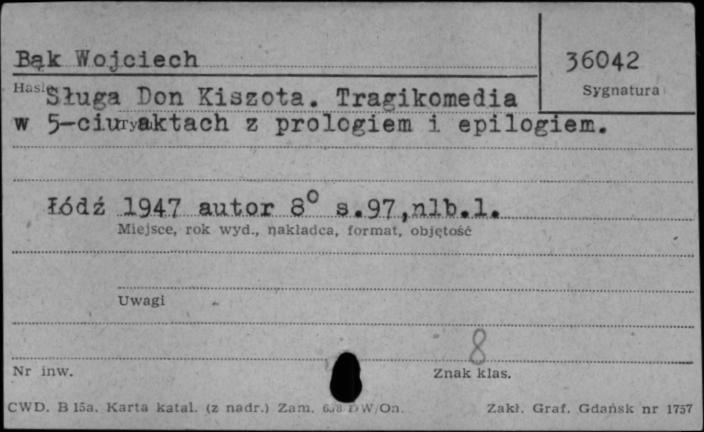 Bąk Wojciech
36042
Hasło
Sygnatura
Sługa Don Kiszota. Tragikomedia
w 5-ciu aktach z prologiem i epilogiem.
Łódź 1947 autor 8° s.97,nlb.1.
Miejsce, rok wyd., nakładca, format, objętość
Uwagi
8
Nr inw.
Znak klas.
CWD. B 15a. Karta katal. (z nadr.) Zam. DW/On.
Zakł. Graf. Gdańsk nr 1757